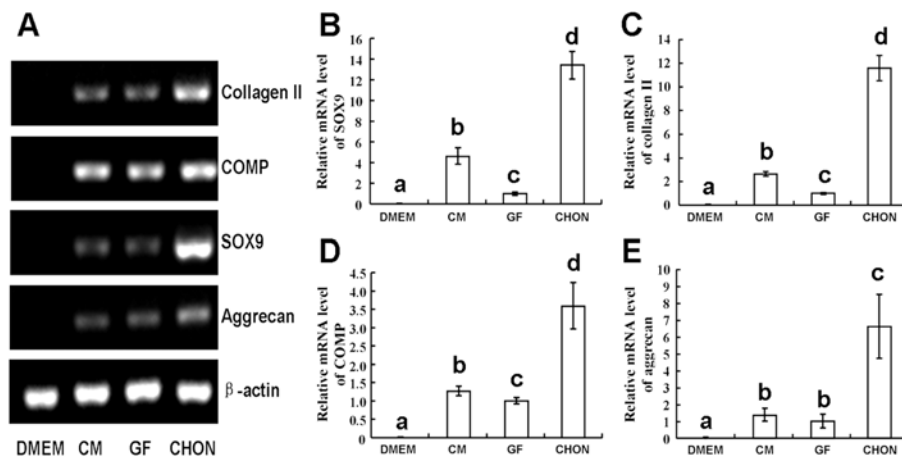 A
Collagen II
COMP
SOX9
Aggrecan
β-actin
DMEM CM GF CHON
B
Relative mRNA level
of SOX9
16
14
12
10
8
6
4
2
0
a
b
c
d
DMEM CM GF CHON
C
Relative mRNA level
of collagen II
14
12
10
8
6
4
2
0
a
b
c
d
DMEM CM GF CHON
D
Relative mRNA level
of COMP
4.5
4.0
3.5
3.0
2.5
2.0
1.5
1.0
0.5
0
a
b
c
d
DMEM CM GF CHON
E
Relative mRNA level
of aggrecan
10
9
8
7
6
5
4
3
2
1
0
a
b
b
c
DMEM CM GF CHON